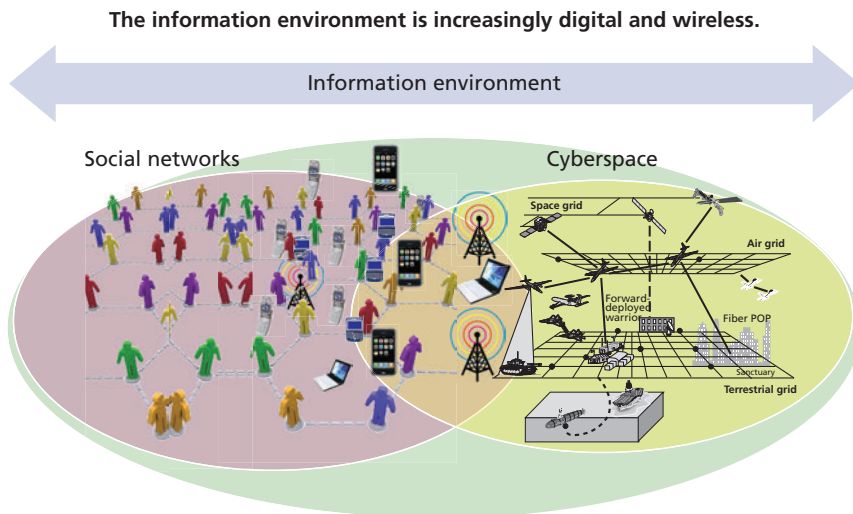 The information environment is increasingly digital and wireless.
Information environment
Social networks
Cyberspace
Space grid
Air grid
Forward-
deployed
warrior
Fiber POP
Sanctuary
Terrestrial grid